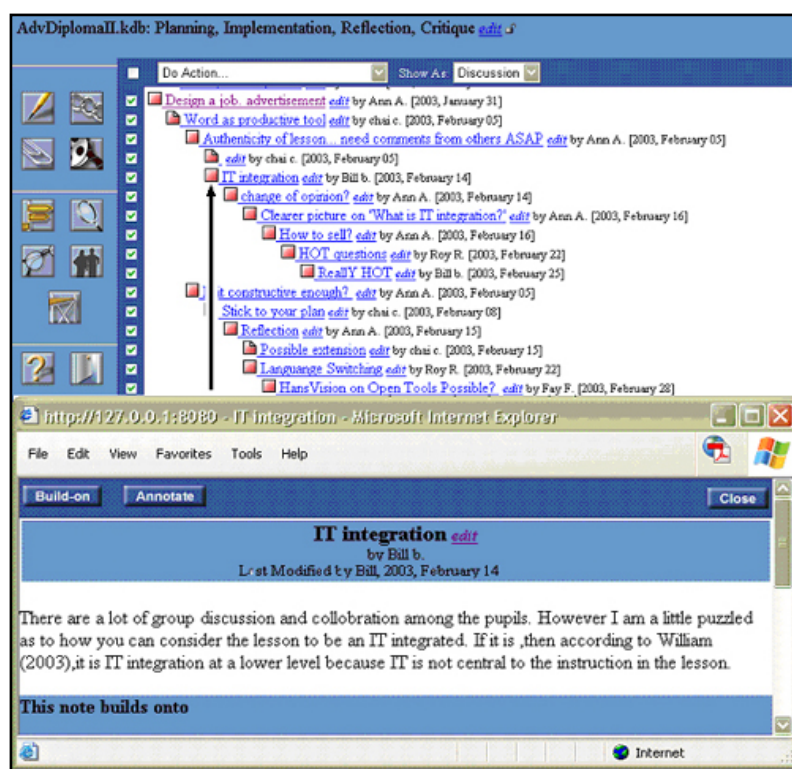 AdvDiplomaII.kdb: Planning, Implementation, Reflection, Critique edit
Do Action... Show As Discussion
Design a job. advertisement edit by Ann A. [2003, January 31]
Word as productive tool edit by chai c. [2003, February 05]
Authenticity of lesson... need comments from others ASAP edit by Ann A. [2003, February 05]
edit by chai c. [2003, February 05]
IT integration edit by Bill b. [2003, February 14]
change of opinion? edit by Ann A. [2003, February 14]
Clearer picture on "What is IT integration?" edit by Ann A. [2003, February 16]
How to sell? edit by Ann A. [2003, February 16]
HOT questions edit by Roy R. [2003, February 22]
ReallY HOT edit by Bill b. [2003, February 25]
it constructive enough? edit by Ann A. [2003, February 05]
Stick to your plan edit by chai c. [2003, February 08]
Reflection edit by Ann A. [2003, February 15]
Possible extension edit by chai c. [2003, February 15]
Languange Switching edit by Roy R. [2003, February 22]
HansVision on Open Tools Possible? edit by Fay F. [2003, February 28]
http://127.0.0.1:8080 - IT integration - Microsoft Internet Explorer
File Edit View Favorites Tools Help
Build-on Annotate Close
IT integration edit
by Bill b.
Last Modified by Bill, 2003, February 14
There are a lot of group discussion and collobration among the pupils. However I am a little puzzled
as to how you can consider the lesson to be an IT integrated. If it is ,then according to William
(2003),it is IT integration at a lower level because IT is not central to the instruction in the lesson.
This note builds onto
Internet